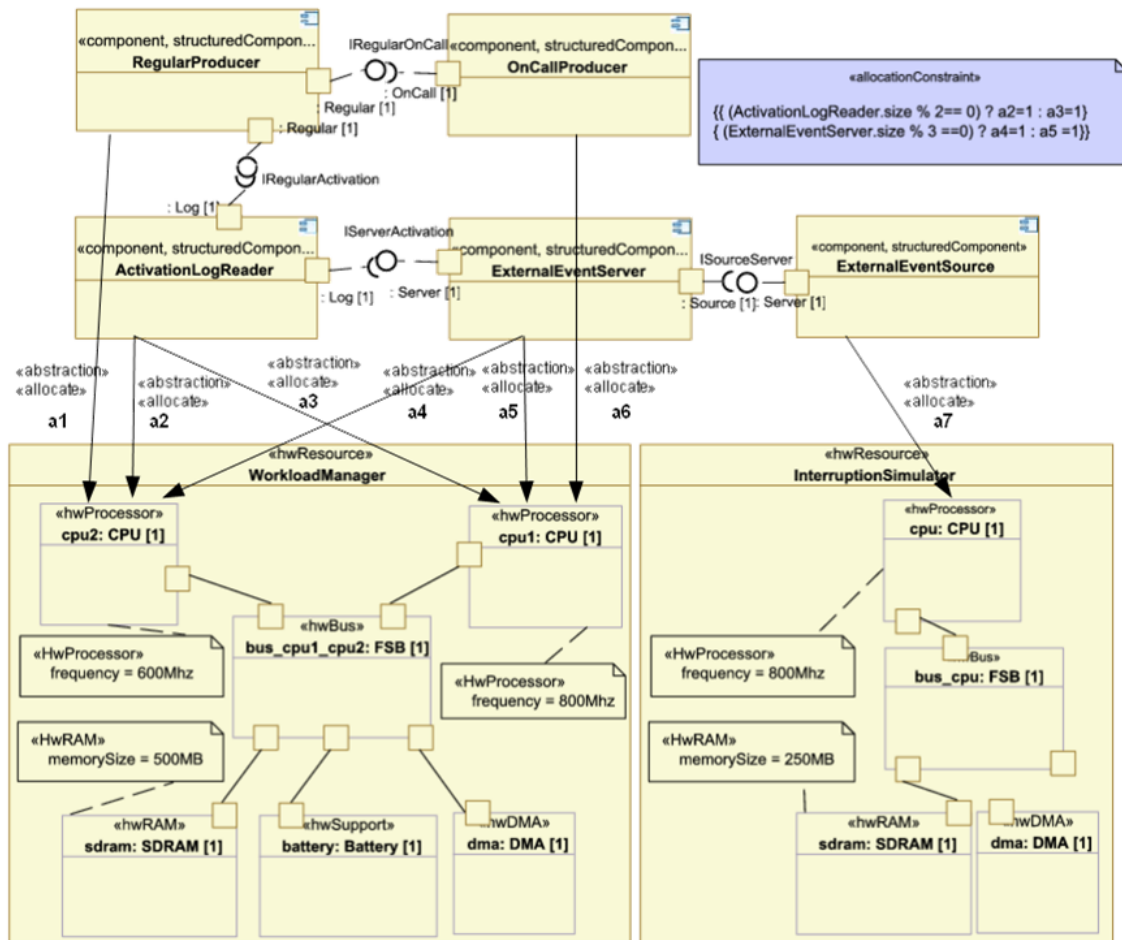 «component, structuredCompon...
RegularProducer
IRegularOnCall
: Regular [1]
: OnCall [1]
: Regular [1]
«component, structuredCompon...
OnCallProducer
«allocationConstraint»
{{ (ActivationLogReader.size % 2== 0) ? a2=1 : a3=1}
{ (ExternalEventServer.size % 3 ==0) ? a4=1 : a5 =1}}
IRegularActivation
: Log [1]
«component, structuredCompon...
ActivationLogReader
IServerActivation
: Log [1]
: Server [1]
«component, structuredCompon...
ExternalEventServer
ISourceServer
: Source [1]
: Server [1]
«component, structuredComponent»
ExternalEventSource
«abstraction»
«allocate»
a1
«abstraction»
«allocate»
a2
«abstraction»
«allocate»
a3
«abstraction»
«allocate»
a4
«abstraction»
«allocate»
a5
«abstraction»
«allocate»
a6
«abstraction»
«allocate»
a7
«hwResource»
WorkloadManager
«hwProcessor»
cpu2: CPU [1]
«hwProcessor»
cpu1: CPU [1]
«HwProcessor»
frequency = 600Mhz
«hwBus»
bus_cpu1_cpu2: FSB [1]
«HwProcessor»
frequency = 800Mhz
«HwRAM»
memorySize = 500MB
«hwRAM»
sdram: SDRAM [1]
«hwSupport»
battery: Battery [1]
hwDMA»
dma: DMA [1]
«hwResource»
InterruptionSimulator
«hwProcessor»
cpu: CPU [1]
«HwProcessor»
frequency = 800Mhz
Bus»
bus_cpu: FSB [1]
«HwRAM»
memorySize = 250MB
«hwRAM»
sdram: SDRAM [1]
hwDMA»
dma: DMA [1]